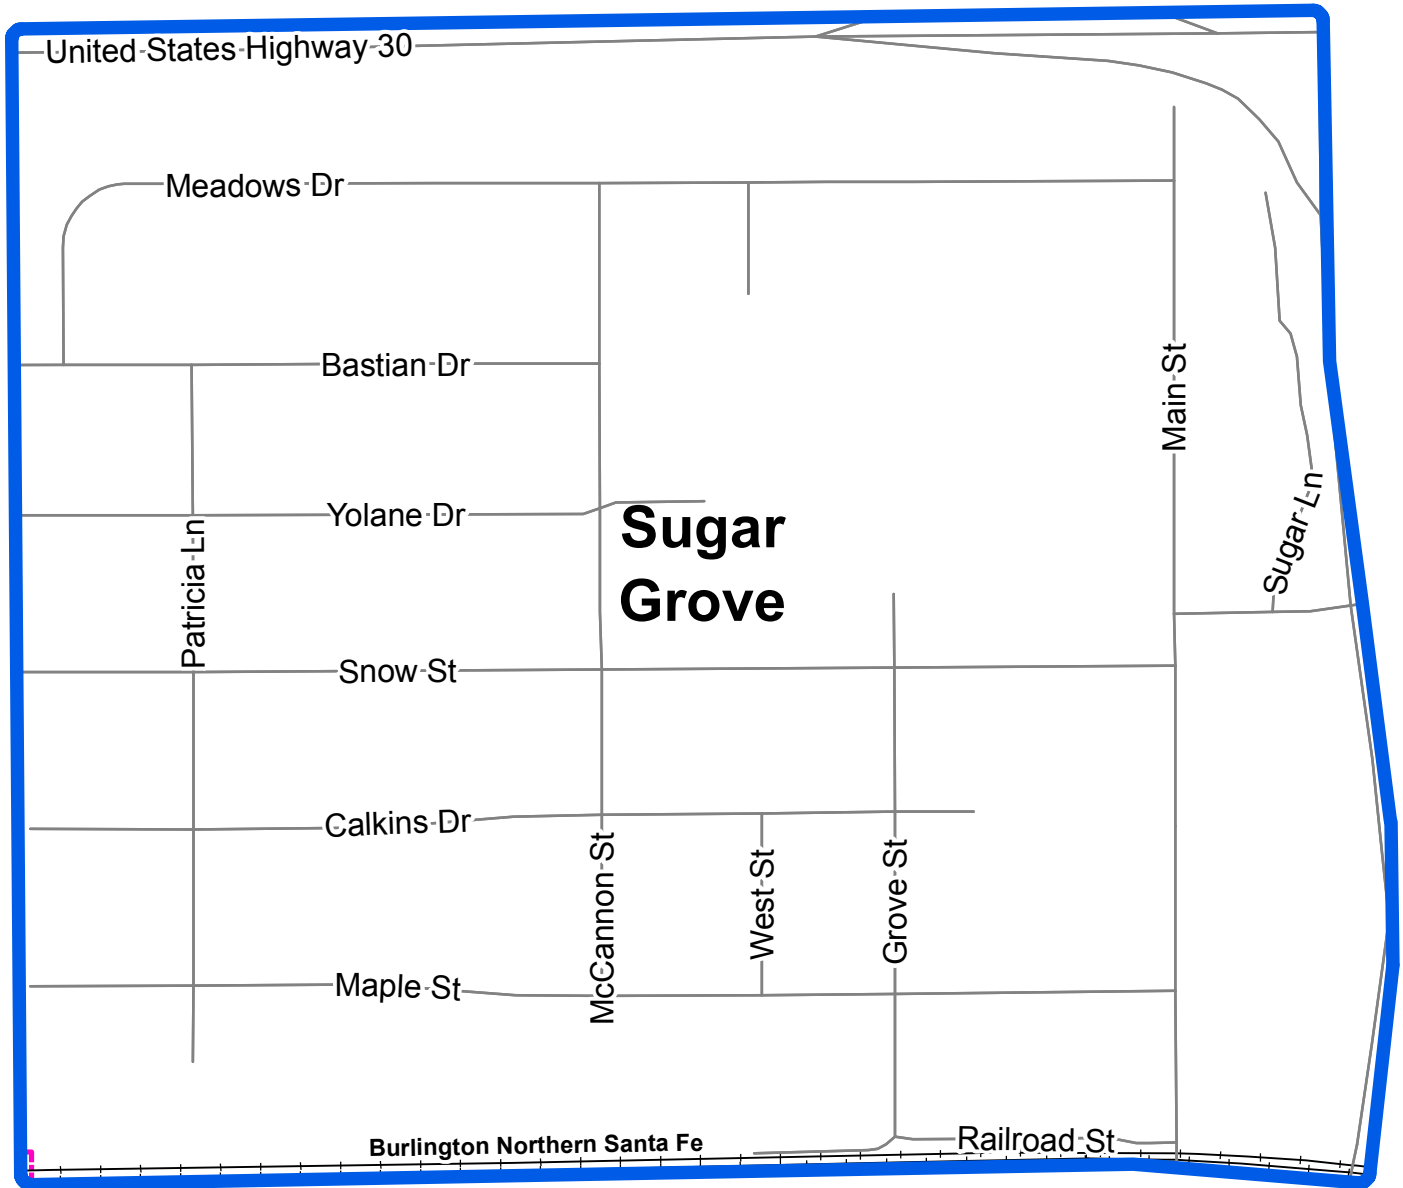 United States Highway 30
Meadows Dr
Bastian Dr
Main St
Yolane Dr
Sugar
Grove
Sugar Ln
Patricia Ln
Snow St
Calkins Dr
McCannon St
West St
Grove St
Maple St
Burlington Northern Santa Fe
Railroad St